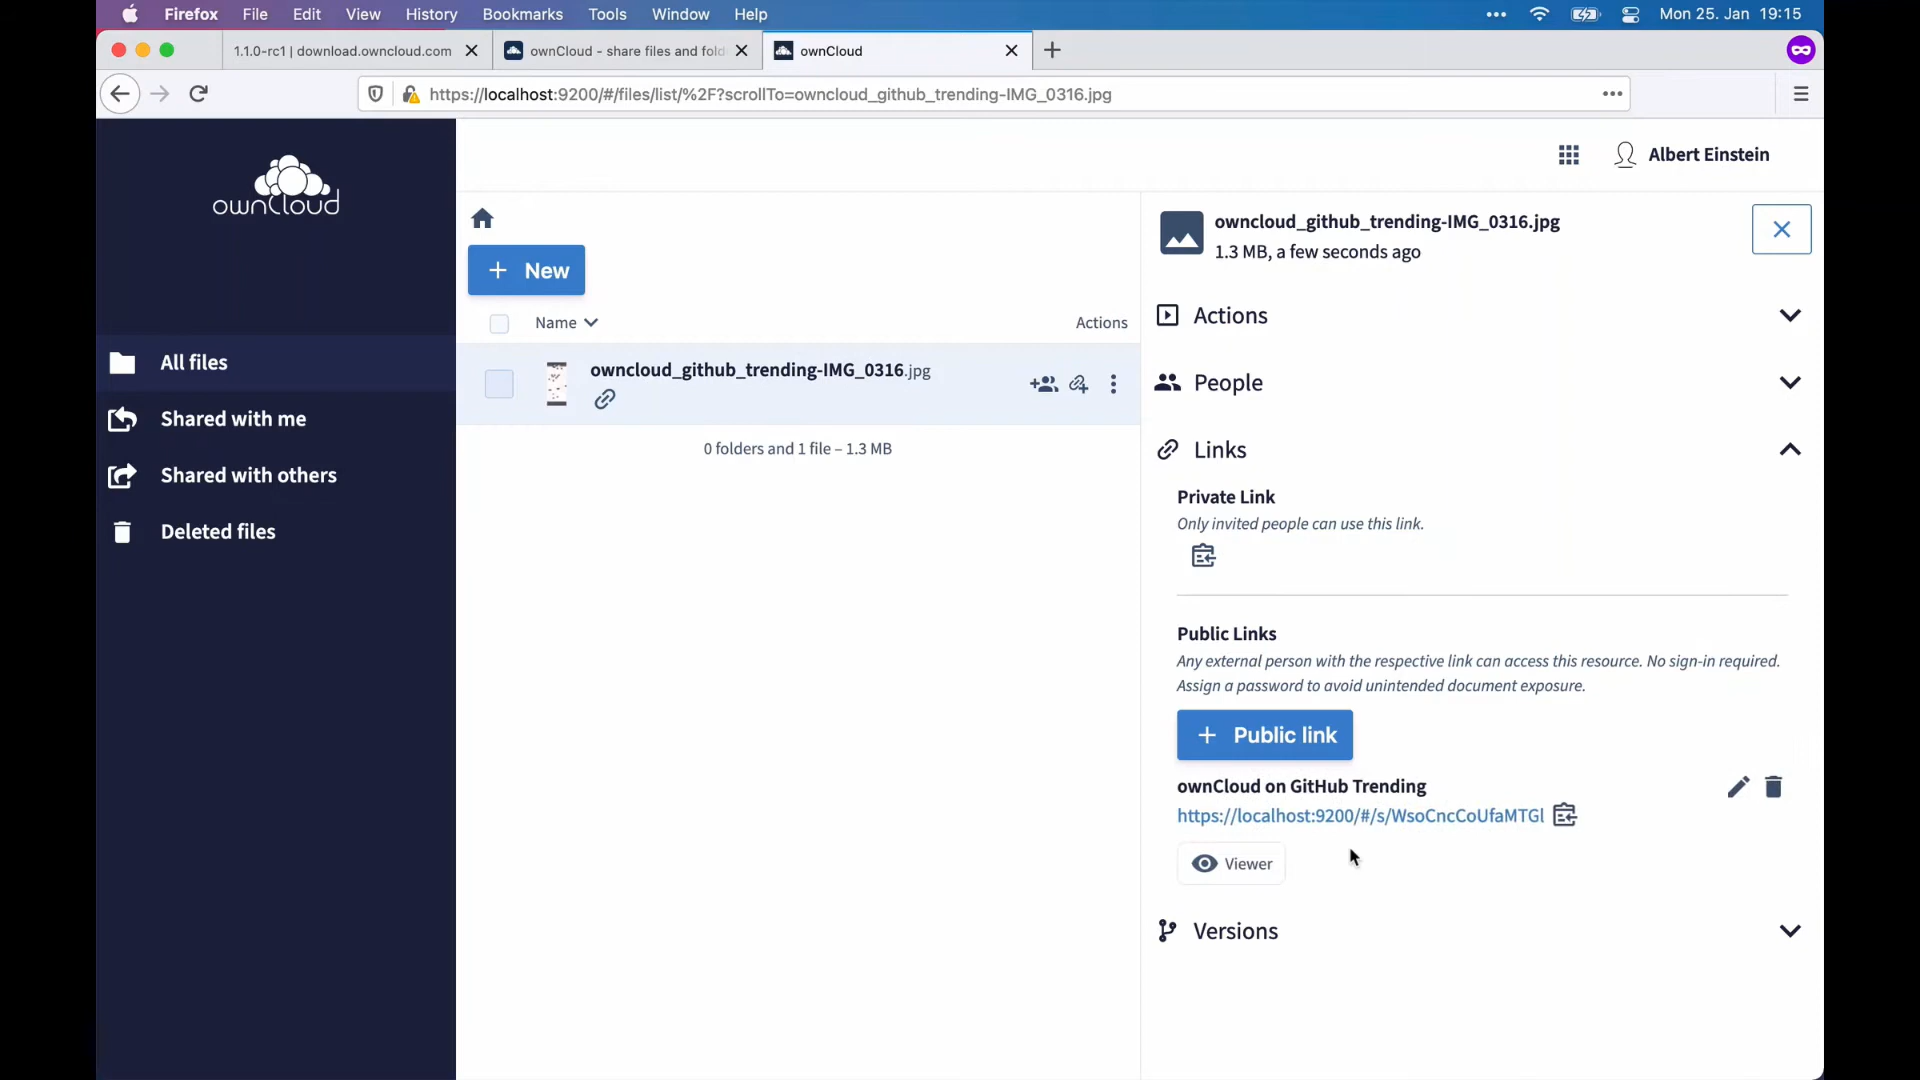 Firefox File Edit View History Bookmarks Tools Window Help Mon 25. Jan 19:15
1.1.0-rc1 | download.owncloud.com ownCloud - share files and fold ownCloud
https://localhost:9200/#/files/list/%2F?scrollTo=owncloud_github_trending-IMG_0316.jpg
ownCloud
Albert Einstein
All files
Shared with me
Shared with others
Deleted files
New
Name Actions
owncloud_github_trending-IMG_0316.jpg
0 folders and 1 file – 1.3 MB
owncloud_github_trending-IMG_0316.jpg
1.3 MB, a few seconds ago
Actions
People
Links
Private Link
Only invited people can use this link.
Public Links
Any external person with the respective link can access this resource. No sign-in required.
Assign a password to avoid unintended document exposure.
Public link
ownCloud on GitHub Trending
https://localhost:9200/#/s/WsoCncCoUfaMTGl
Viewer
Versions